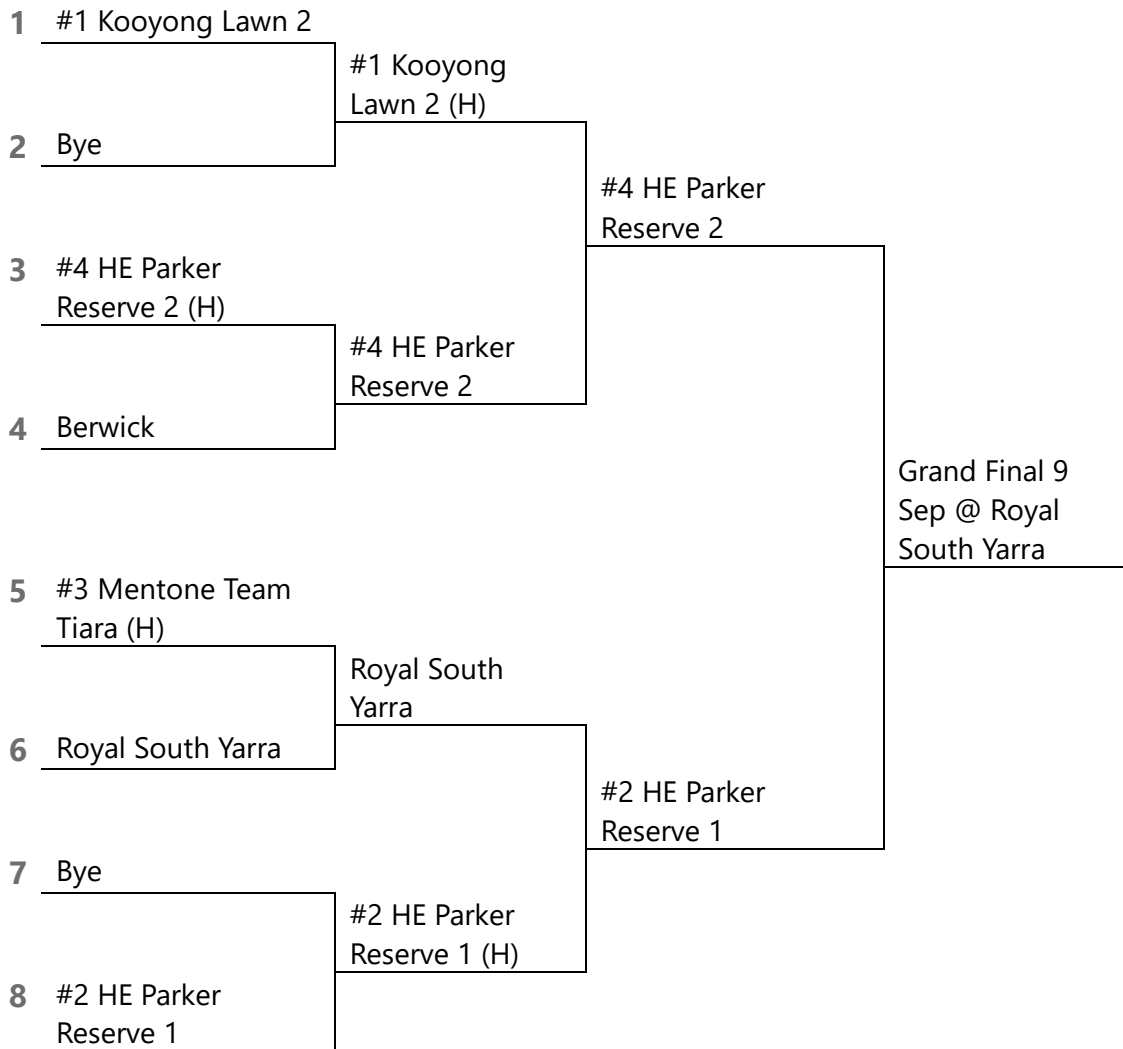 1 #1 Kooyong Lawn 2
#1 Kooyong
Lawn 2 (H)
2 Bye
#4 HE Parker
Reserve 2
3 #4 HE Parker
Reserve 2 (H)
#4 HE Parker
Reserve 2
4 Berwick
Grand Final 9
Sep @ Royal
South Yarra
5 #3 Mentone Team
Tiara (H)
Royal South
Yarra
6 Royal South Yarra
#2 HE Parker
Reserve 1
7 Bye
#2 HE Parker
Reserve 1 (H)
8 #2 HE Parker
Reserve 1